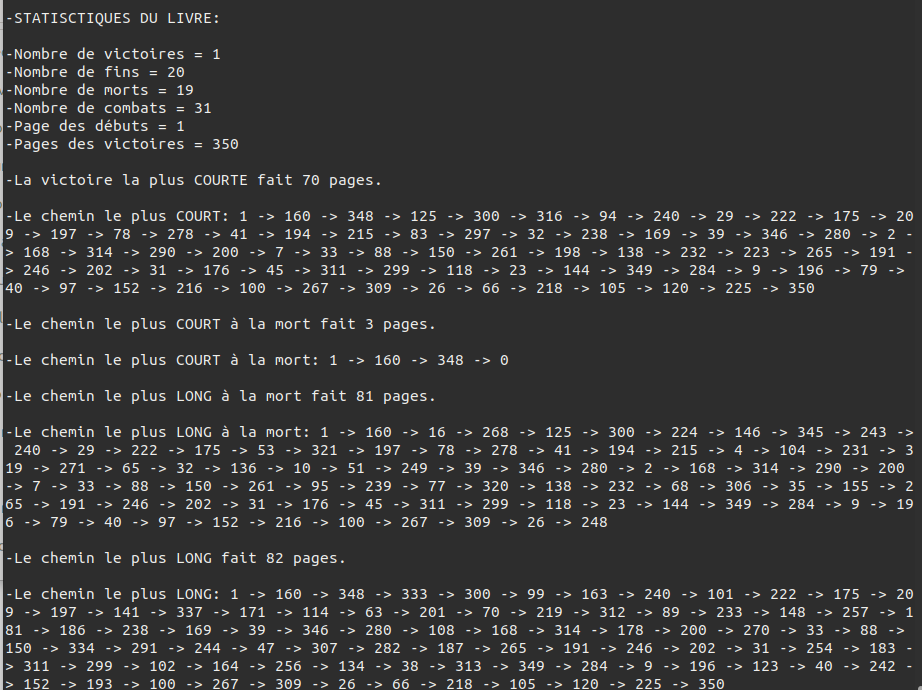 -STATISCTIQUES DU LIVRE:
-Nombre de victoires = 1
-Nombre de fins = 20
-Nombre de morts = 19
-Nombre de combats = 31
-Page des débuts = 1
-Pages des victoires = 350
-La victoire la plus COURTE fait 70 pages.
-Le chemin le plus COURT: 1 -> 160 -> 348 -> 125 -> 300 -> 316 -> 94 -> 240 -> 29 -> 222 -> 175 -> 20
9 -> 197 -> 78 -> 278 -> 41 -> 194 -> 215 -> 83 -> 297 -> 32 -> 238 -> 169 -> 39 -> 346 -> 280 -> 2 -
> 168 -> 314 -> 290 -> 200 -> 7 -> 33 -> 88 -> 150 -> 261 -> 198 -> 138 -> 232 -> 223 -> 265 -> 191 -
> 246 -> 202 -> 31 -> 176 -> 45 -> 311 -> 299 -> 118 -> 23 -> 144 -> 349 -> 284 -> 9 -> 196 -> 79 ->
40 -> 97 -> 152 -> 216 -> 100 -> 267 -> 309 -> 26 -> 66 -> 218 -> 105 -> 120 -> 225 -> 350
-Le chemin le plus COURT à la mort fait 3 pages.
-Le chemin le plus COURT à la mort: 1 -> 160 -> 348 -> 0
-Le chemin le plus LONG à la mort fait 81 pages.
-Le chemin le plus LONG à la mort: 1 -> 160 -> 16 -> 268 -> 125 -> 300 -> 224 -> 146 -> 345 -> 243 ->
240 -> 29 -> 222 -> 175 -> 53 -> 321 -> 197 -> 78 -> 278 -> 41 -> 194 -> 215 -> 4 -> 104 -> 231 -> 3
19 -> 271 -> 65 -> 32 -> 136 -> 10 -> 51 -> 249 -> 39 -> 346 -> 280 -> 2 -> 168 -> 314 -> 290 -> 200
-> 7 -> 33 -> 88 -> 150 -> 261 -> 95 -> 239 -> 77 -> 320 -> 138 -> 232 -> 68 -> 306 -> 35 -> 155 -> 2
65 -> 191 -> 246 -> 202 -> 31 -> 176 -> 45 -> 311 -> 299 -> 118 -> 23 -> 144 -> 349 -> 284 -> 9 -> 19
6 -> 79 -> 40 -> 97 -> 152 -> 216 -> 100 -> 267 -> 309 -> 26 -> 248
-Le chemin le plus LONG fait 82 pages.
-Le chemin le plus LONG: 1 -> 160 -> 348 -> 333 -> 300 -> 99 -> 163 -> 240 -> 101 -> 222 -> 175 -> 20
9 -> 197 -> 141 -> 337 -> 171 -> 114 -> 63 -> 201 -> 70 -> 219 -> 312 -> 89 -> 233 -> 148 -> 257 -> 1
81 -> 186 -> 238 -> 169 -> 39 -> 346 -> 280 -> 108 -> 168 -> 314 -> 178 -> 200 -> 270 -> 33 -> 88 ->
150 -> 334 -> 291 -> 244 -> 47 -> 307 -> 282 -> 187 -> 265 -> 191 -> 246 -> 202 -> 31 -> 254 -> 183 -
> 311 -> 299 -> 102 -> 164 -> 256 -> 134 -> 38 -> 313 -> 349 -> 284 -> 9 -> 196 -> 123 -> 40 -> 242 -
> 152 -> 193 -> 100 -> 267 -> 309 -> 26 -> 66 -> 218 -> 105 -> 120 -> 225 -> 350